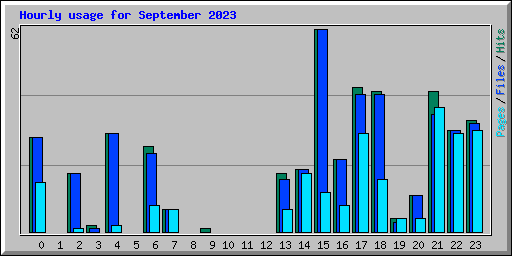 Hourly usage for September 2023
62
Pages / Files / Hits
0 1 2 3 4 5 6 7 8 9 10 11 12 13 14 15 16 17 18 19 20 21 22 23